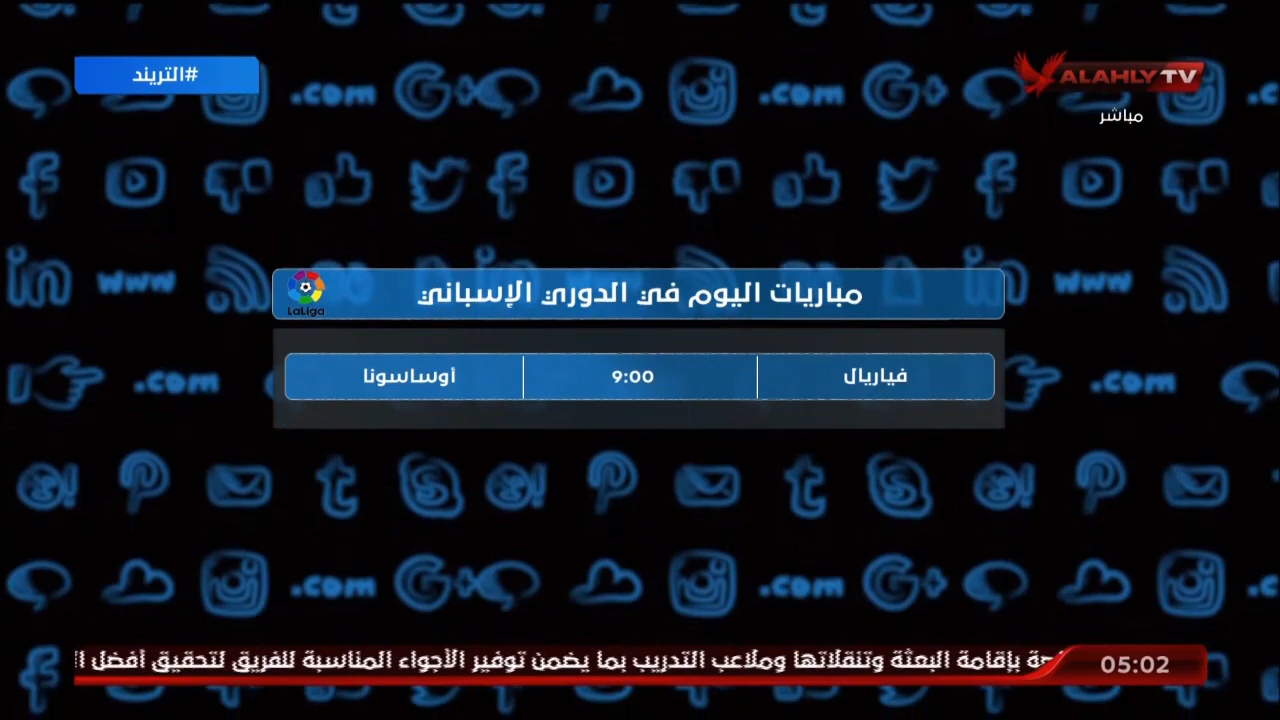 #التريند
ALAHLY TV
مباشر
مباريات اليوم في الدوري الإسباني
LaLiga
فياريال 9:00 أوساسونا
بإقامة البعثة وتنقلاتها وملاعب التدريب بما يضمن توفير الأجواء المناسبة للفريق لتحقيق أفضل
05:02